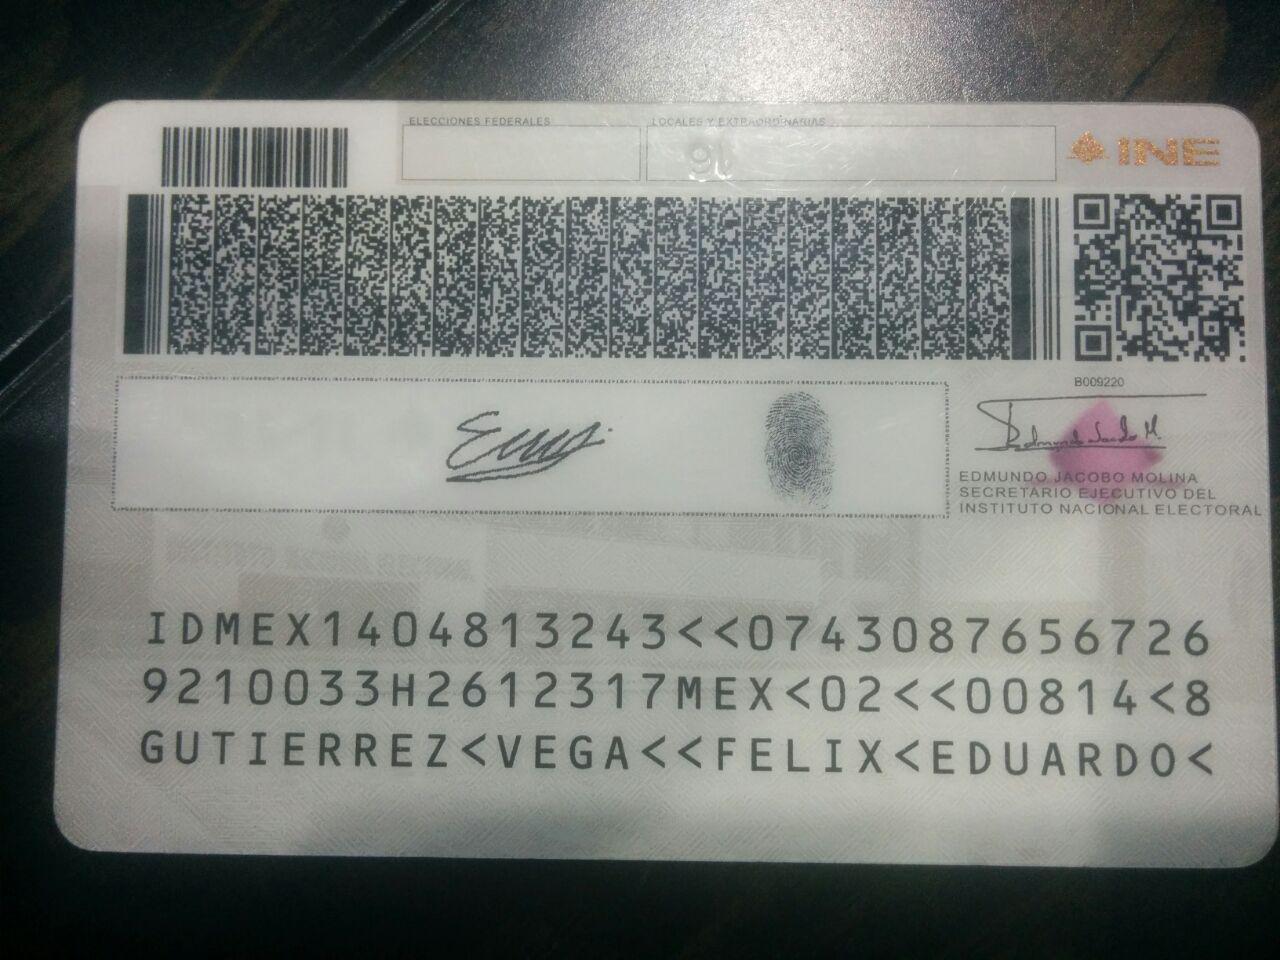 ELECCIONES FEDERALES
LOCALES Y EXTRAORDINARIAS
INE
B009220
EDMUNDO JACOBO MOLINA
SECRETARIO EJECUTIVO DEL
INSTITUTO NACIONAL ELECTORAL
IDMEX1404813243<<0743087656726
9210033H2612317MEX<02<<00814<8
GUTIERREZ<VEGA<<FELIX<EDUARDO<